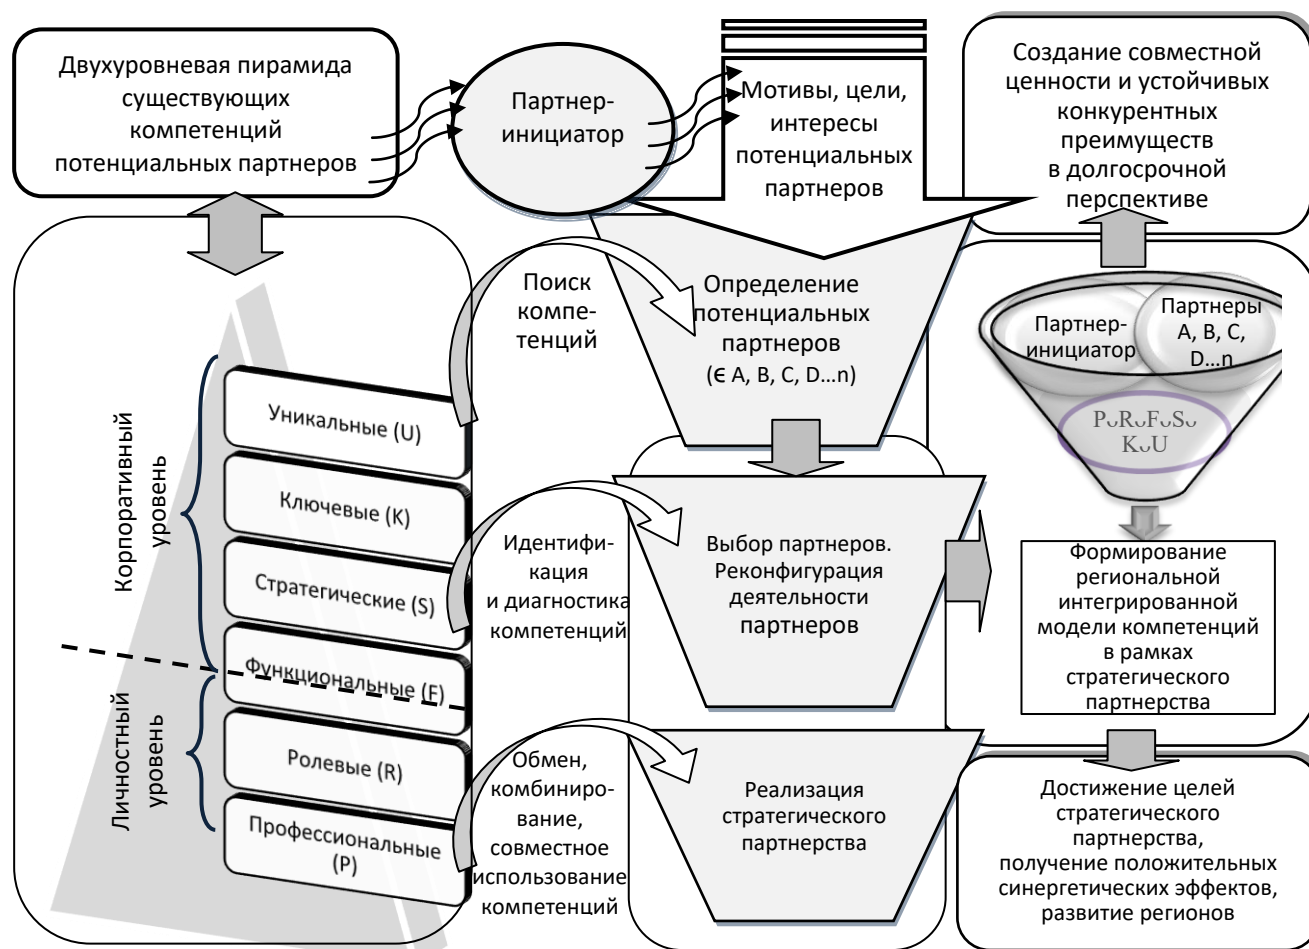 Двухуровневая пирамида
существующих
компетенций
потенциальных партнеров
Партнер-
инициатор
Мотивы, цели,
интересы
потенциальных
партнеров
Создание совместной
ценности и устойчивых
конкурентных
преимуществ
в долгосрочной
перспективе
Корпоративный
уровень
Личностный
уровень
Уникальные (U)
Ключевые (K)
Стратегические (S)
Функциональные (F)
Ролевые (R)
Профессиональные
(P)
Поиск
компе-
тенций
Идентифи-
кация
и диагностика
компетенций
Обмен,
комбиниро-
вание,
совместное
использование
компетенций
Определение
потенциальных
партнеров
(ϵ A, B, C, D...n)
Выбор партнеров.
Реконфигурация
деятельности
партнеров
Реализация
стратегического
партнерства
Партнер-
инициатор
Партнеры
A, B, C,
D...n
P∪R∪F∪S∪
K∪U
Формирование
региональной
интегрированной
модели компетенций
в рамках
стратегического
партнерства
Достижение целей
стратегического
партнерства,
получение положительных
синергетических эффектов,
развитие регионов